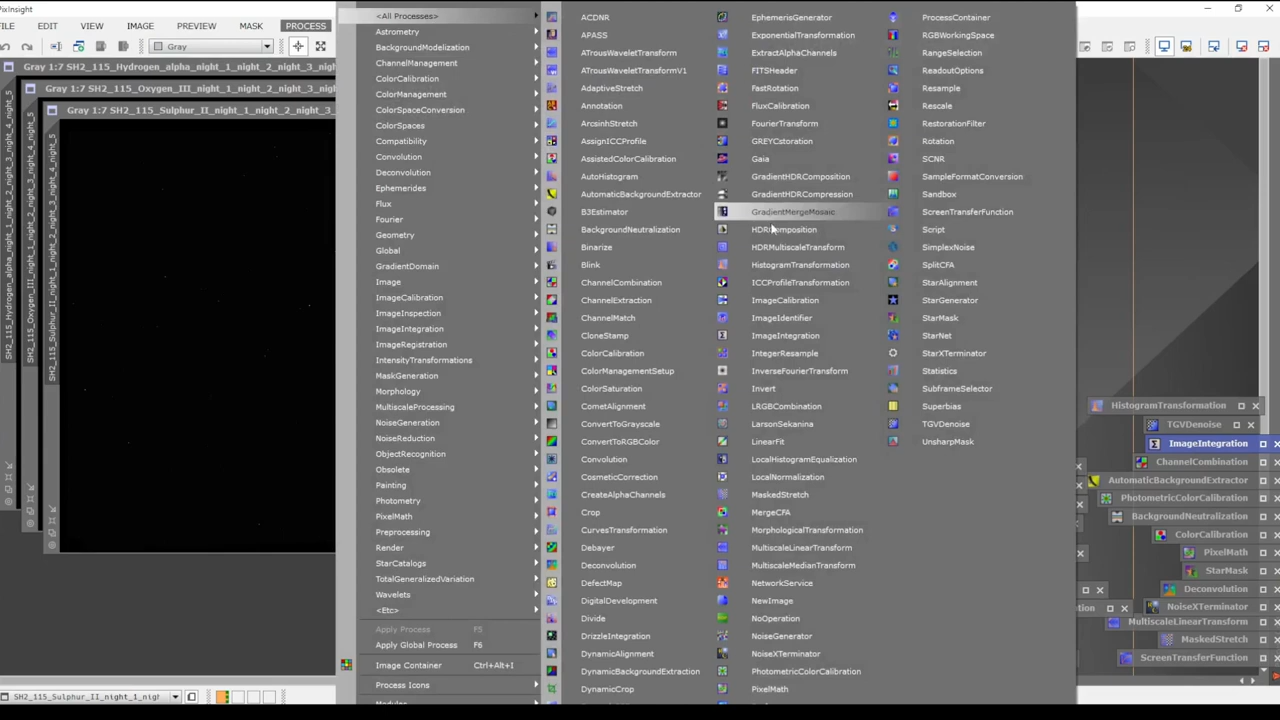 PixInsight
FILE
EDIT
VIEW
IMAGE
PREVIEW
MASK
PROCESS
Gray
Gray 1:7 SH2_115_Hydrogen_alpha_night_1_night_2_night_3_nig
Gray 1:7 SH2_115_Oxygen_III_night_1_night_2_night_3_nig
Gray 1:7 SH2_115_Sulphur_II_night_1_night_2_night_3
SH2_115_Hydrogen_alpha_night_1_night_2_night_3_night_4_night_5
SH2_115_Oxygen_III_night_1_night_2_night_3_night_4_night_5
SH2_115_Sulphur_II_night_1_night_2_night_3_night_4_night_5
SH2_115_Sulphur_II_night_1_nigl
<All Processes>
Astrometry
BackgroundModelization
ChannelManagement
ColorCalibration
ColorManagement
ColorSpaceConversion
ColorSpaces
Compatibility
Convolution
Deconvolution
Ephemerides
Flux
Fourier
Geometry
Global
GradientDomain
Image
ImageCalibration
ImageInspection
ImageIntegration
ImageRegistration
IntensityTransformations
MaskGeneration
Morphology
MultiscaleProcessing
NoiseGeneration
NoiseReduction
ObjectRecognition
Obsolete
Painting
Photometry
PixelMath
Preprocessing
Render
StarCatalogs
TotalGeneralizedVariation
Wavelets
<Etc>
Apply Process F5
Apply Global Process F6
Image Container Ctrl+Alt+I
Process Icons
Modules
ACDNR
APASS
ATrousWaveletTransform
ATrousWaveletTransformV1
AdaptiveStretch
Annotation
ArcsinhStretch
AssignICCProfile
AssistedColorCalibration
AutoHistogram
AutomaticBackgroundExtractor
B3Estimator
BackgroundNeutralization
Binarize
Blink
ChannelCombination
ChannelExtraction
ChannelMatch
CloneStamp
ColorCalibration
ColorManagementSetup
ColorSaturation
CometAlignment
ConvertToGrayscale
ConvertToRGBColor
Convolution
CosmeticCorrection
CreateAlphaChannels
Crop
CurvesTransformation
Debayer
Deconvolution
DefectMap
DigitalDevelopment
Divide
DrizzleIntegration
DynamicAlignment
DynamicBackgroundExtraction
DynamicCrop
EphemerisGenerator
ExponentialTransformation
ExtractAlphaChannels
FITSHeader
FastRotation
FluxCalibration
FourierTransform
GREYCstoration
Gaia
GradientHDRComposition
GradientHDRCompression
GradientMergeMosaic
HDRComposition
HDRMultiscaleTransform
HistogramTransformation
ICCProfileTransformation
ImageCalibration
ImageIdentifier
ImageIntegration
IntegerResample
InverseFourierTransform
Invert
LRGBCombination
LarsonSekanina
LinearFit
LocalHistogramEqualization
LocalNormalization
MaskedStretch
MergeCFA
MorphologicalTransformation
MultiscaleLinearTransform
MultiscaleMedianTransform
NetworkService
NewImage
NoOperation
NoiseGenerator
NoiseXTerminator
PhotometricColorCalibration
PixelMath
ProcessContainer
RGBWorkingSpace
RangeSelection
ReadoutOptions
Resample
Rescale
RestorationFilter
Rotation
SCNR
SampleFormatConversion
Sandbox
ScreenTransferFunction
Script
SimplexNoise
SplitCFA
StarAlignment
StarGenerator
StarMask
StarNet
StarXTerminator
Statistics
SubframeSelector
Superbias
TGVDenoise
UnsharpMask
HistogramTransformation
TGVDenoise
ImageIntegration
ChannelCombination
AutomaticBackgroundExtractor
PhotometricColorCalibration
BackgroundNeutralization
ColorCalibration
PixelMath
StarMask
Deconvolution
NoiseXTerminator
MultiscaleLinearTransform
MaskedStretch
ScreenTransferFunction